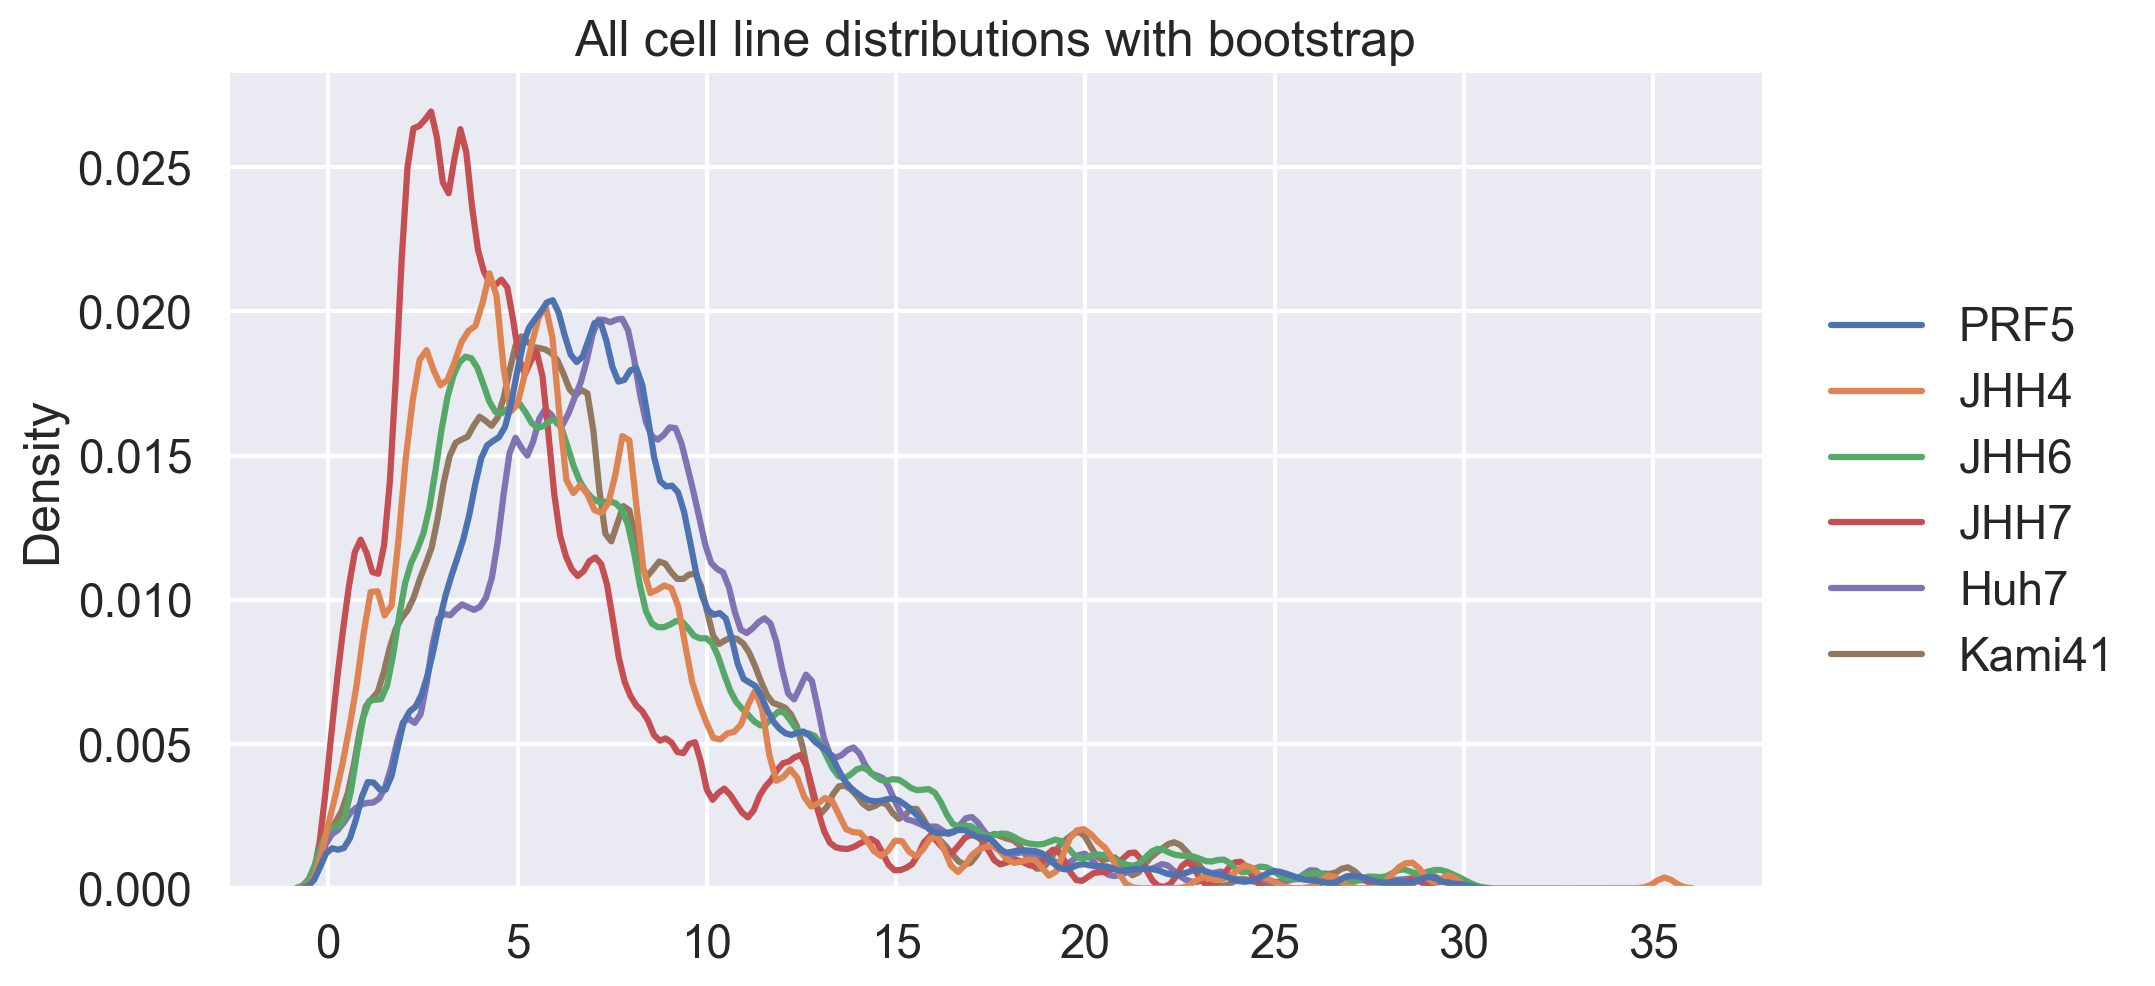 All cell line distributions with bootstrap
Density
0.025
0.020
0.015
0.010
0.005
0.000
0 5 10 15 20 25 30 35
PRF5
JHH4
JHH6
JHH7
Huh7
Kami41